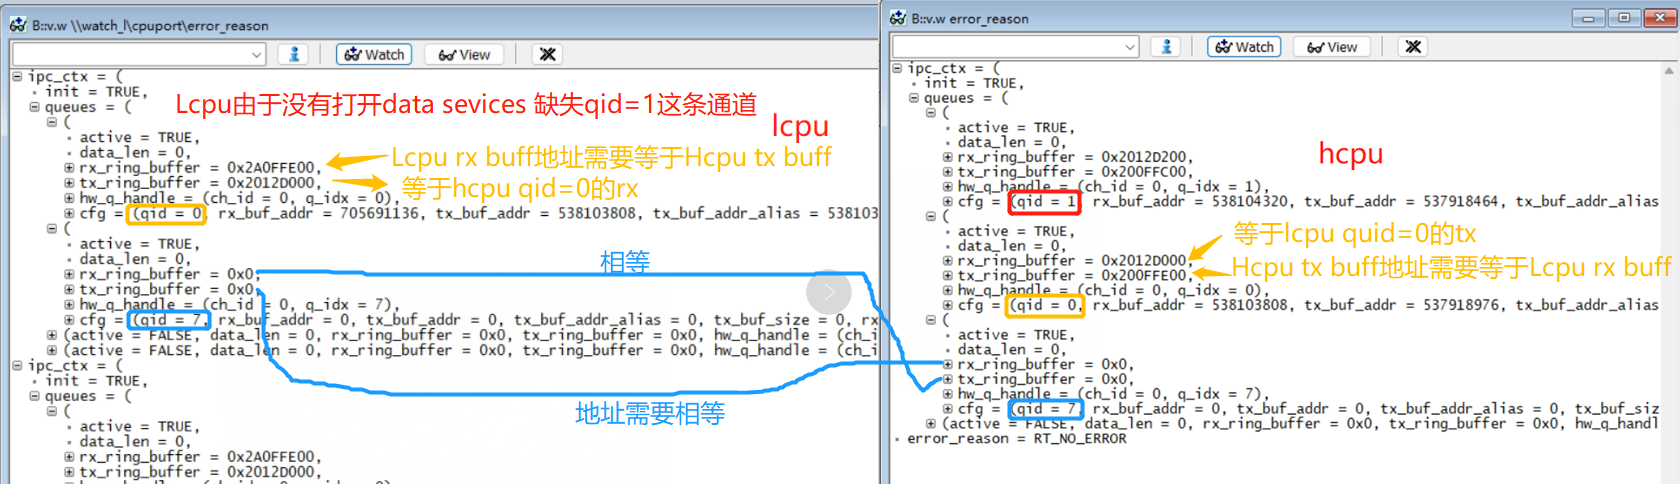 B::v.w \\watch_l\cpuport\error_reason
Watch
View
ipc_ctx = (
init = TRUE,
queues = (
(
active = TRUE,
data_len = 0,
rx_ring_buffer = 0x2A0FFE00,
tx_ring_buffer = 0x2012D000,
hw_q_handle = (ch_id = 0, q_idx = 0),
cfg = (qid = 0, rx_buf_addr = 705691136, tx_buf_addr = 538103808, tx_buf_addr_alias = 538103
(
active = TRUE,
data_len = 0,
rx_ring_buffer = 0x0,
tx_ring_buffer = 0x0,
hw_q_handle = (ch_id = 0, q_idx = 7),
cfg = (qid = 7, rx_buf_addr = 0, tx_buf_addr = 0, tx_buf_addr_alias = 0, tx_buf_size = 0, rx
(active = FALSE, data_len = 0, rx_ring_buffer = 0x0, tx_ring_buffer = 0x0, hw_q_handle = (ch_i
(active = FALSE, data_len = 0, rx_ring_buffer = 0x0, tx_ring_buffer = 0x0, hw_q_handle = (ch_i
ipc_ctx = (
init = TRUE,
queues = (
(
active = TRUE,
data_len = 0,
rx_ring_buffer = 0x2A0FFE00,
tx_ring_buffer = 0x2012D000,
Lcpu由于没有打开data sevices 缺失qid=1这条通道
lcpu
Lcpu rx buff地址需要等于Hcpu tx buff
等于hcpu qid=0的rx
相等
地址需要相等
B::v.w error_reason
Watch
View
ipc_ctx = (
init = TRUE,
queues = (
(
active = TRUE,
data_len = 0,
rx_ring_buffer = 0x2012D200,
tx_ring_buffer = 0x200FFC00,
hw_q_handle = (ch_id = 0, q_idx = 1),
cfg = (qid = 1, rx_buf_addr = 538104320, tx_buf_addr = 537918464, tx_buf_addr_alias
(
active = TRUE,
data_len = 0,
rx_ring_buffer = 0x2012D000,
tx_ring_buffer = 0x200FFE00,
hw_q_handle = (ch_id = 0, q_idx = 0),
cfg = (qid = 0, rx_buf_addr = 538103808, tx_buf_addr = 537918976, tx_buf_addr_alias
(
active = TRUE,
data_len = 0,
rx_ring_buffer = 0x0,
tx_ring_buffer = 0x0,
hw_q_handle = (ch_id = 0, q_idx = 7),
cfg = (qid = 7, rx_buf_addr = 0, tx_buf_addr = 0, tx_buf_addr_alias = 0, tx_buf_siz
(active = FALSE, data_len = 0, rx_ring_buffer = 0x0, tx_ring_buffer = 0x0, hw_q_handl
error_reason = RT_NO_ERROR
hcpu
等于lcpu quid=0的tx
Hcpu tx buff地址需要等于Lcpu rx buff